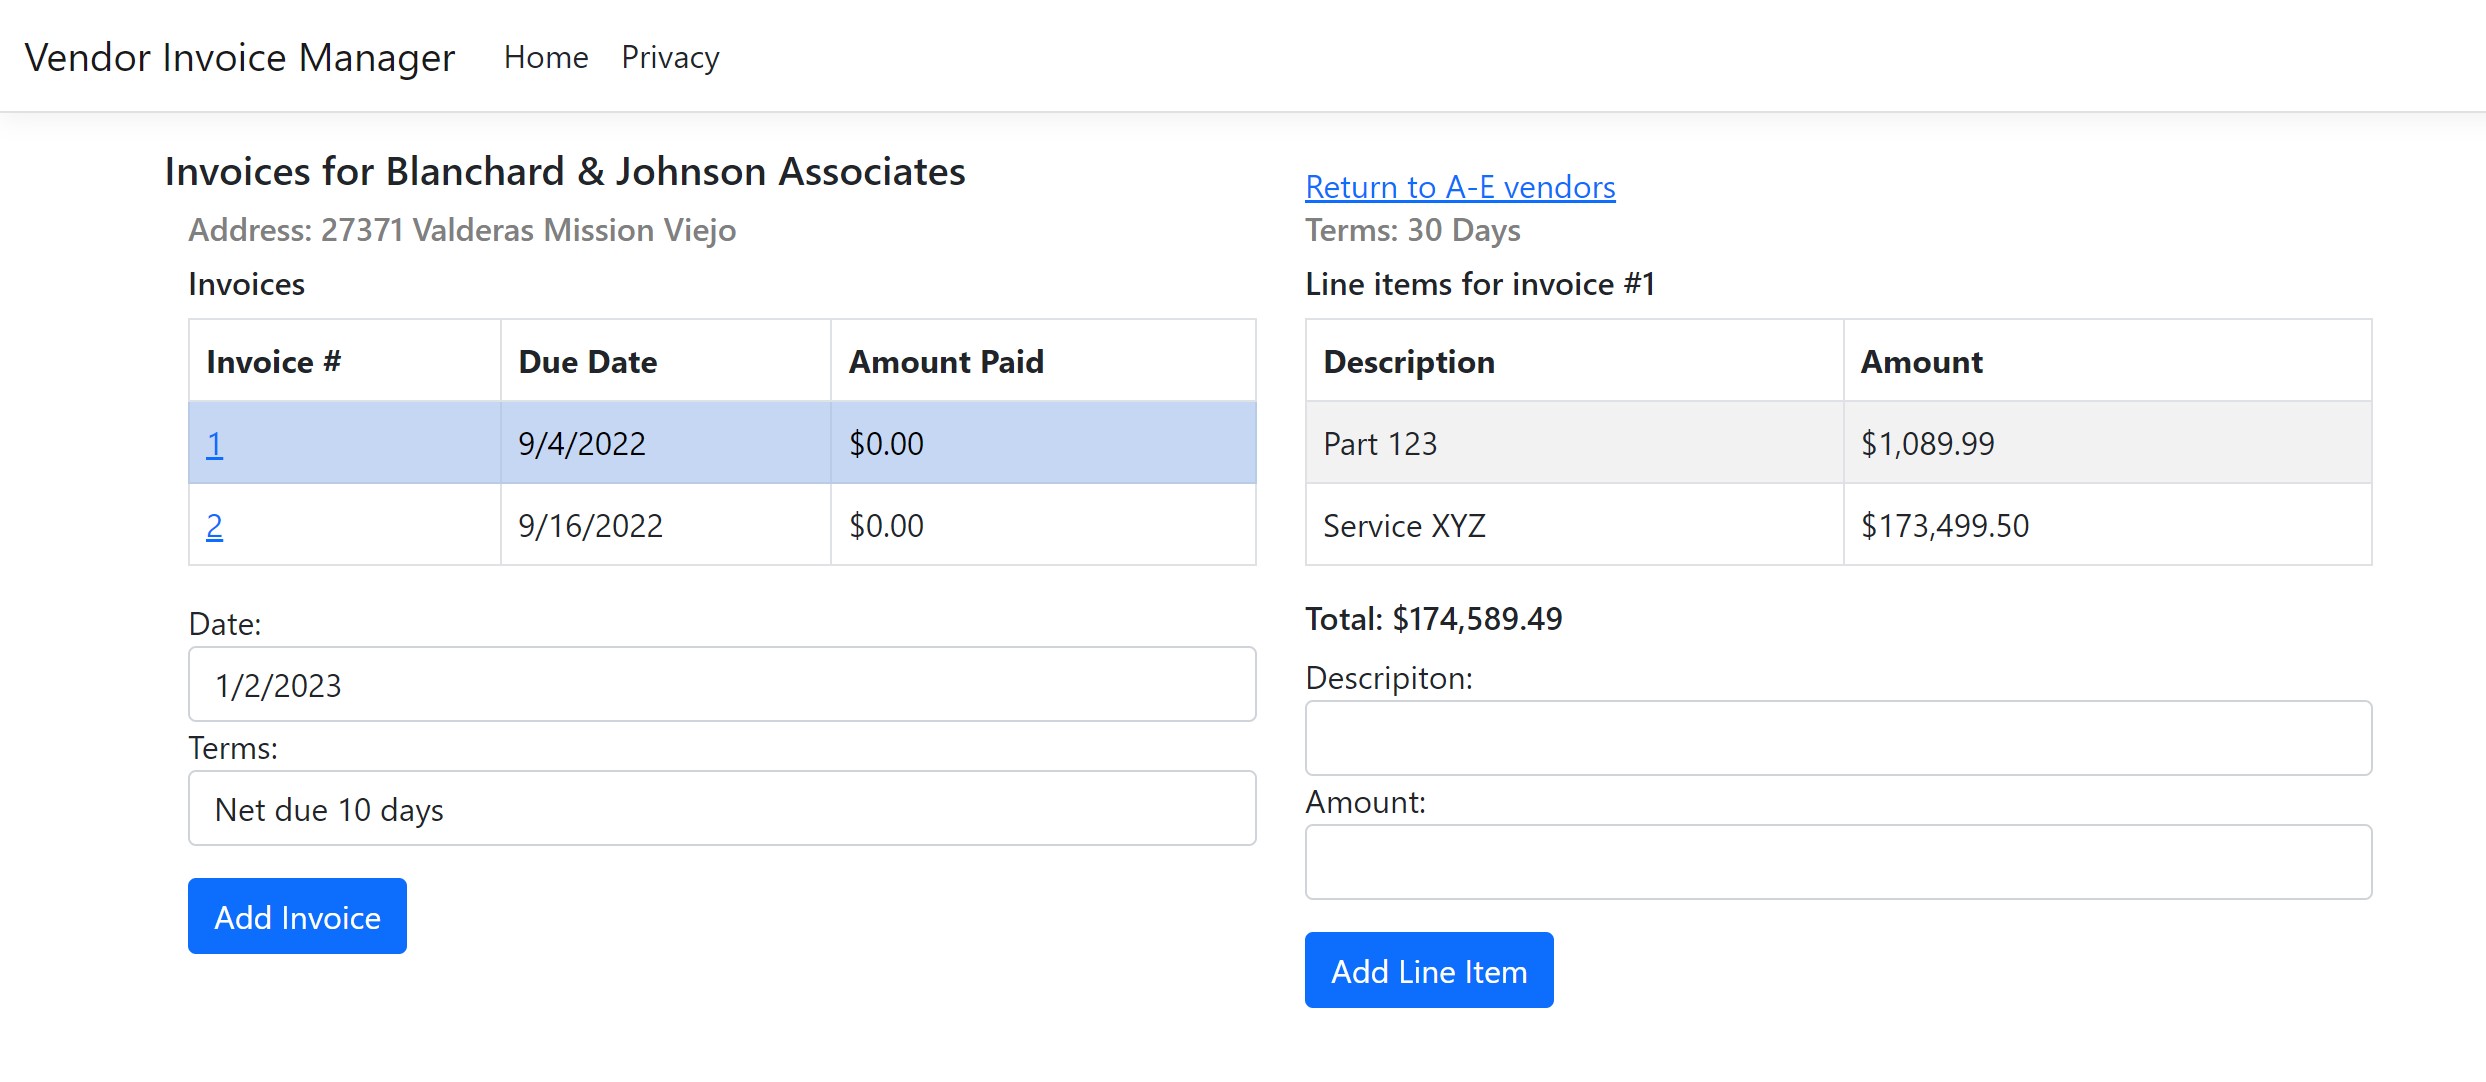 Vendor Invoice Manager Home Privacy
Invoices for Blanchard & Johnson Associates
Return to A-E vendors
Address: 27371 Valderas Mission Viejo
Terms: 30 Days
Invoices
Invoice # Due Date Amount Paid
1 9/4/2022 $0.00
2 9/16/2022 $0.00
Date:
1/2/2023
Terms:
Net due 10 days
Add Invoice
Line items for invoice #1
Description Amount
Part 123 $1,089.99
Service XYZ $173,499.50
Total: $174,589.49
Descripiton:
Amount:
Add Line Item